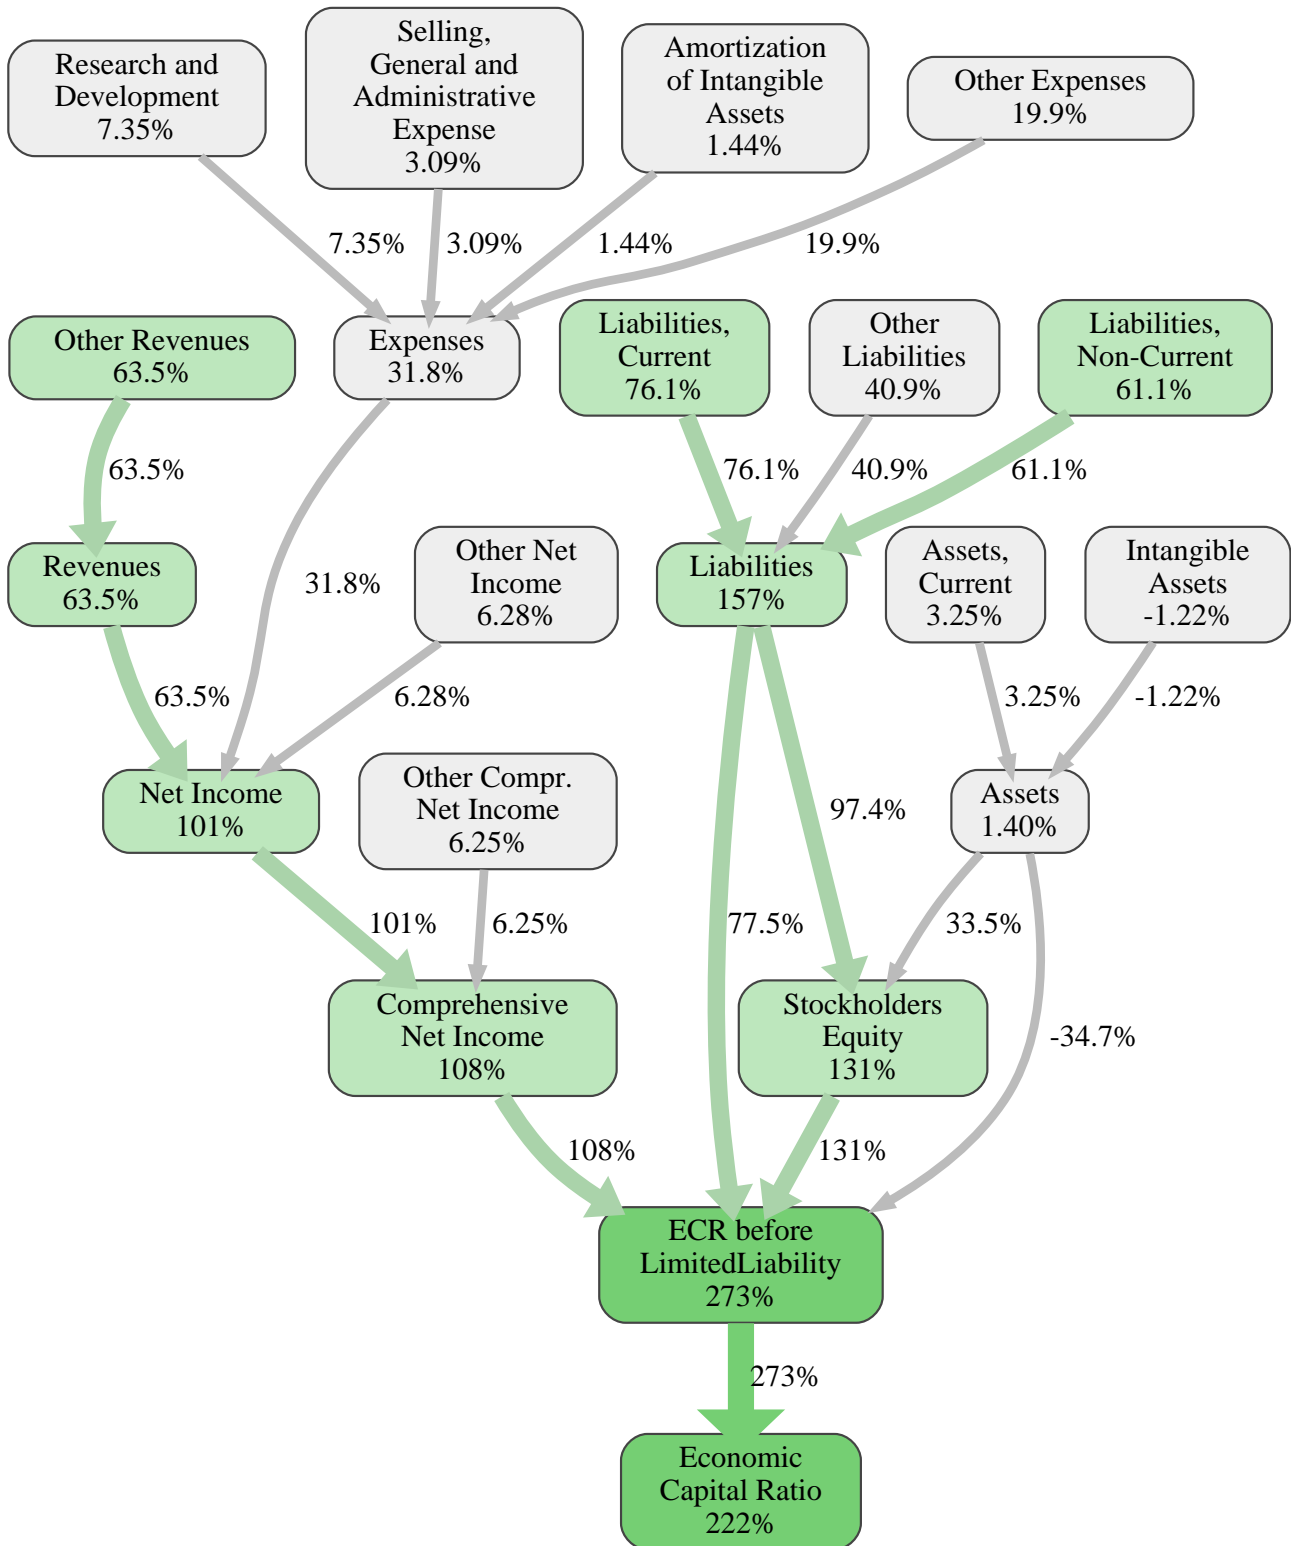 Research and
Development
7.35%
Selling,
General and
Administrative
Expense
3.09%
Amortization
of Intangible
Assets
1.44%
Other Expenses
19.9%
7.35%
3.09%
1.44%
19.9%
Other Revenues
63.5%
Expenses
31.8%
Liabilities,
Current
76.1%
Other
Liabilities
40.9%
Liabilities,
Non-Current
61.1%
63.5%
76.1%
40.9%
61.1%
Revenues
63.5%
31.8%
Other Net
Income
6.28%
Liabilities
157%
Assets,
Current
3.25%
Intangible
Assets
-1.22%
63.5%
6.28%
3.25%
-1.22%
Net Income
101%
Other Compr.
Net Income
6.25%
97.4%
Assets
1.40%
101%
6.25%
77.5%
33.5%
Comprehensive
Net Income
108%
Stockholders
Equity
131%
-34.7%
108%
131%
ECR before
LimitedLiability
273%
273%
Economic
Capital Ratio
222%